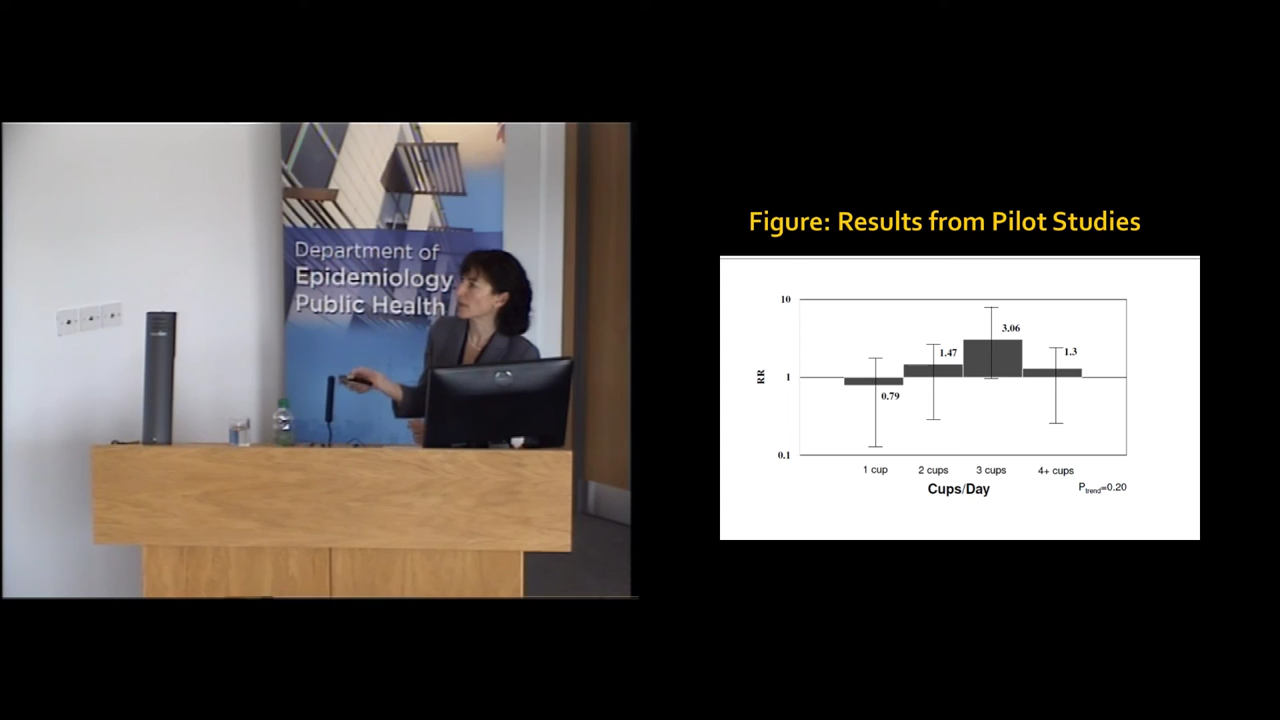 Department of
Epidemiology
Public Health
Figure: Results from Pilot Studies
10
1
0.1
RR
0.79
1.47
3.06
1.3
1 cup
2 cups
3 cups
4+ cups
Cups/Day
Ptrend=0.20